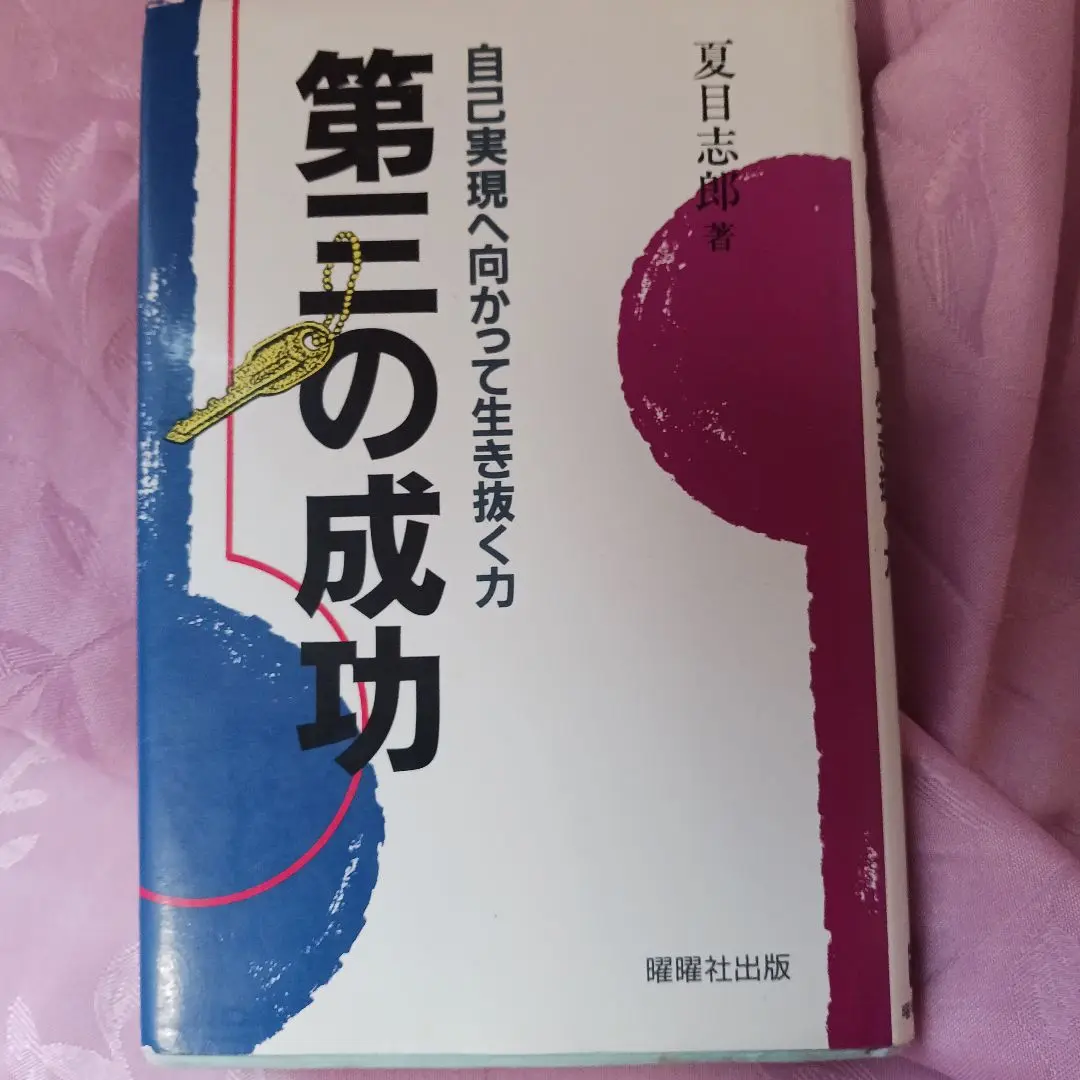 夏目志郎 著
自己実現へ向かって生き抜く力
第三の成功
曜曜社出版